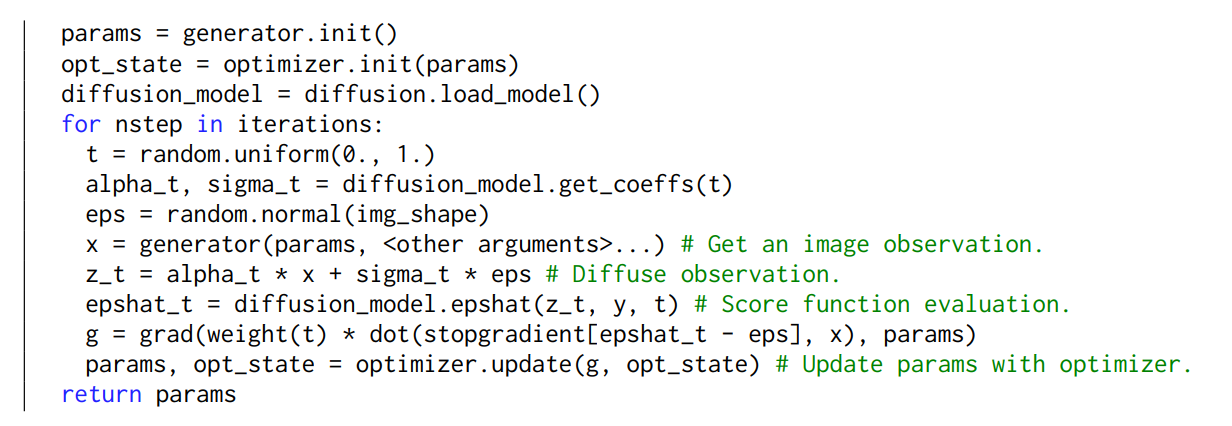 params = generator.init()
opt_state = optimizer.init(params)
diffusion_model = diffusion.load_model()
for nstep in iterations:
  t = random.uniform(0., 1.)
  alpha_t, sigma_t = diffusion_model.get_coeffs(t)
  eps = random.normal(img_shape)
  x = generator(params, <other arguments>...) # Get an image observation.
  z_t = alpha_t * x + sigma_t * eps # Diffuse observation.
  epshat_t = diffusion_model.epshat(z_t, y, t) # Score function evaluation.
  g = grad(weight(t) * dot(stopgradient[epshat_t - eps], x), params)
  params, opt_state = optimizer.update(g, opt_state) # Update params with optimizer.
return params